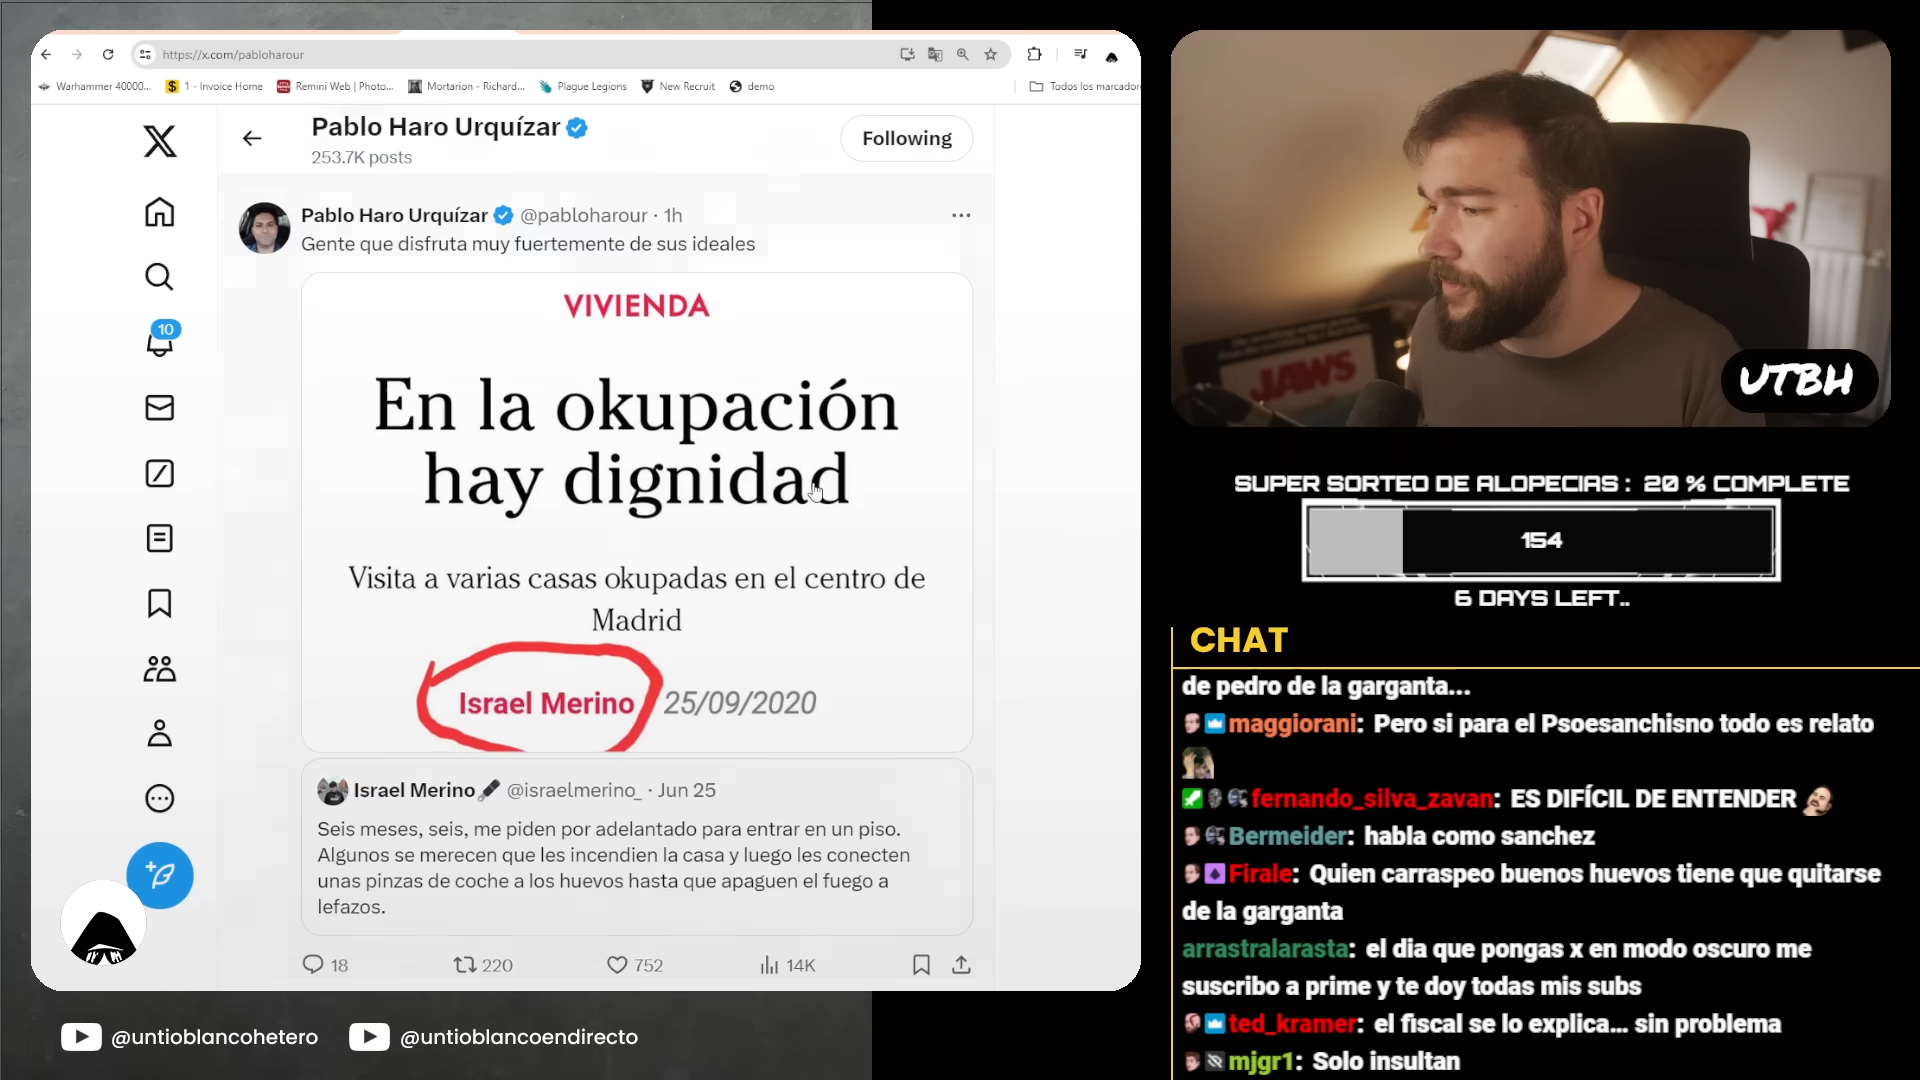 https://x.com/pabloharour
Warhammer 40000...
1 - Invoice Home
Remini Web | Photo...
Mortarion - Richard...
Plague Legions
New Recruit
demo
Todos los marcador
Pablo Haro Urquízar
253.7K posts
Following
10
Pablo Haro Urquízar @pabloharour · 1h
Gente que disfruta muy fuertemente de sus ideales
VIVIENDA
En la okupación
hay dignidad
Visita a varias casas okupadas en el centro de
Madrid
Israel Merino 25/09/2020
Israel Merino @israelmerino_ · Jun 25
Seis meses, seis, me piden por adelantado para entrar en un piso.
Algunos se merecen que les incendien la casa y luego les conecten
unas pinzas de coche a los huevos hasta que apaguen el fuego a
lefazos.
18
220
752
14K
@untioblancohetero
@untioblancoendirecto
JAWS
UTBH
SUPER SORTEO DE ALOPECIAS : 20 % COMPLETE
154
6 DAYS LEFT..
CHAT
de pedro de la garganta...
maggiorani: Pero si para el Psoesanchisno todo es relato
fernando_silva_zavan: ES DIFÍCIL DE ENTENDER
Bermeider: habla como sanchez
Firale: Quien carraspeo buenos huevos tiene que quitarse
de la garganta
arrastralarasta: el dia que pongas x en modo oscuro me
suscribo a prime y te doy todas mis subs
ted_kramer: el fiscal se lo explica... sin problema
mjgr1: Solo insultan